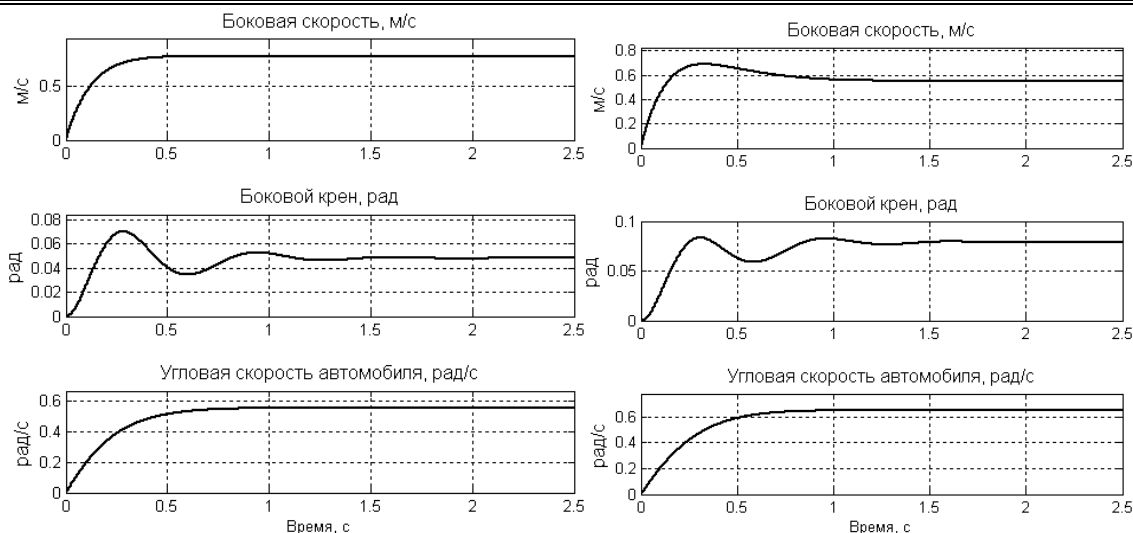 Боковая скорость, м/с
м/с
0.5
0
0 0.5 1 1.5 2 2.5
Боковой крен, рад
рад
0.08
0.06
0.04
0.02
0
0 0.5 1 1.5 2 2.5
Угловая скорость автомобиля, рад/с
рад/с
0.6
0.4
0.2
0
0 0.5 1 1.5 2 2.5
Время, с
Боковая скорость, м/с
м/с
0.8
0.6
0.4
0.2
0
0 0.5 1 1.5 2 2.5
Боковой крен, рад
рад
0.1
0.05
0
0 0.5 1 1.5 2 2.5
Угловая скорость автомобиля, рад/с
рад/с
0.6
0.4
0.2
0
0 0.5 1 1.5 2 2.5
Время, с